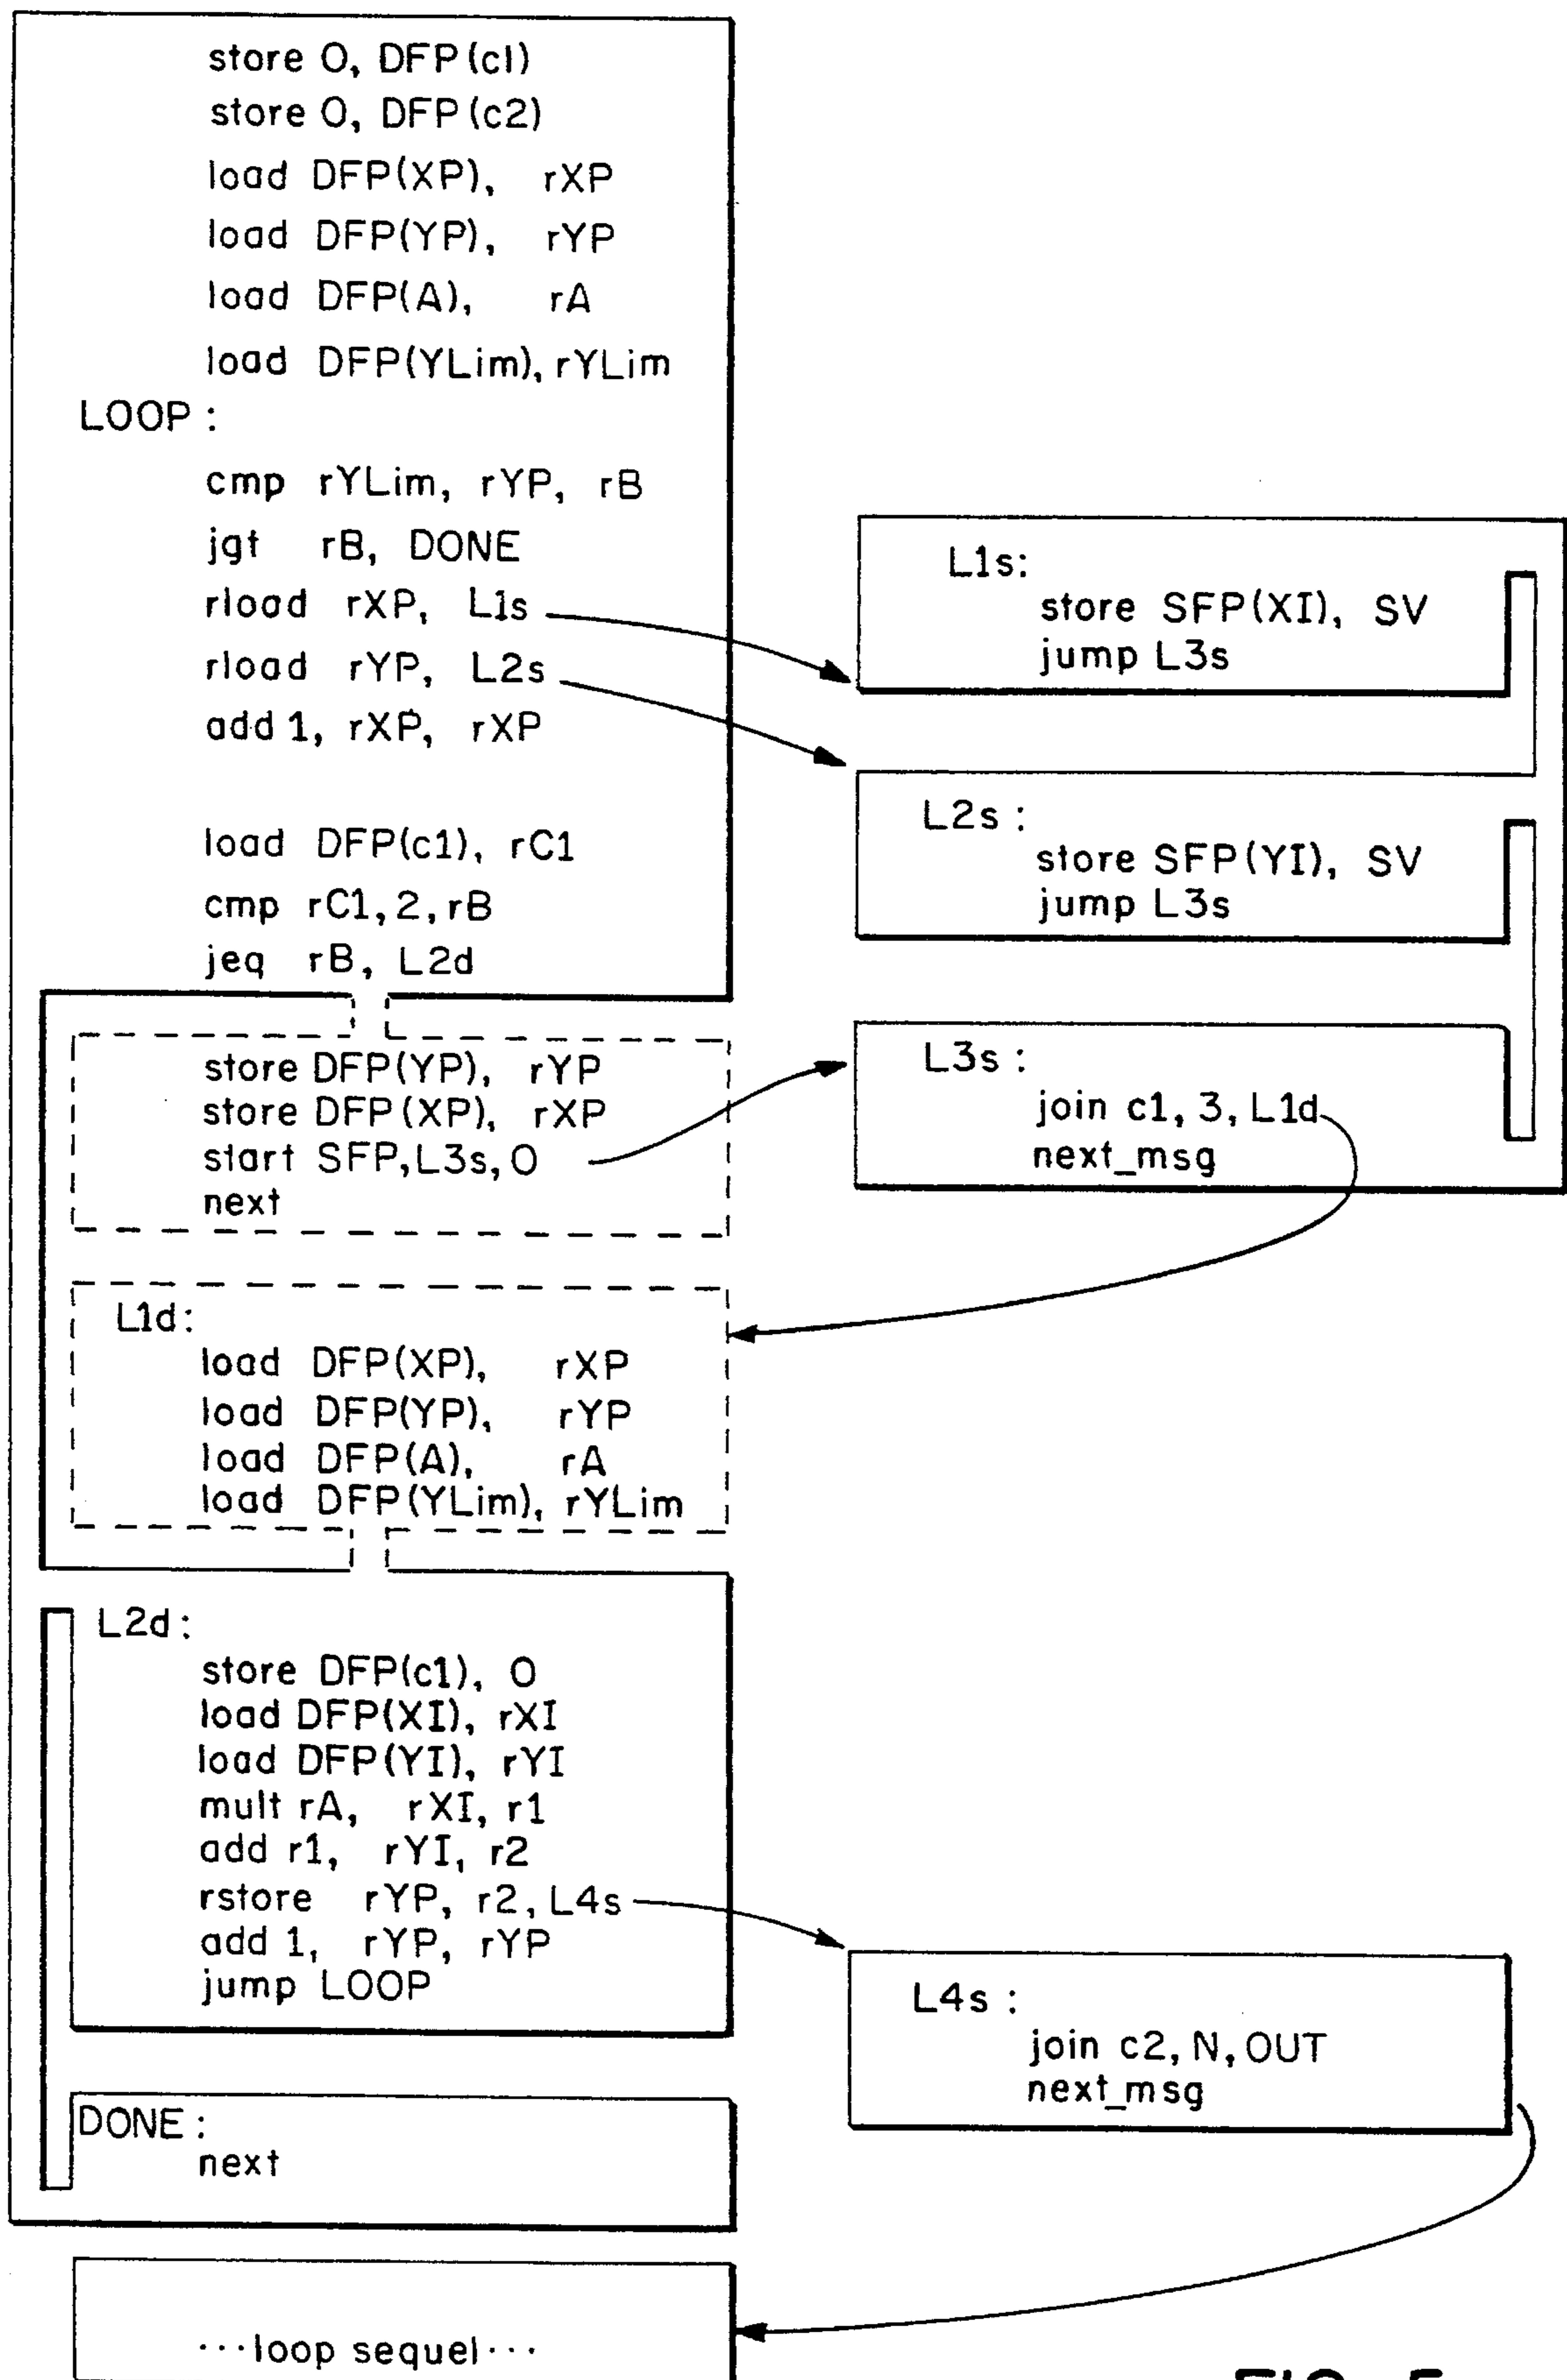 store 0, DFP(c1)
store 0, DFP(c2)
load DFP(XP), rXP
load DFP(YP), rYP
load DFP(A), rA
load DFP(YLim), rYLim
LOOP :
cmp rYLim, rYP, rB
jgt rB, DONE
rload rXP, L1s
rload rYP, L2s
add 1, rXP, rXP
load DFP(c1), rC1
cmp rC1, 2, rB
jeq rB, L2d
store DFP(YP), rYP
store DFP(XP), rXP
start SFP, L3s, 0
next
L1d:
load DFP(XP), rXP
load DFP(YP), rYP
load DFP(A), rA
load DFP(YLim), rYLim
L2d :
store DFP(c1), 0
load DFP(XI), rXI
load DFP(YI), rYI
mult rA, rXI, r1
add r1, rYI, r2
rstore rYP, r2, L4s
add 1, rYP, rYP
jump LOOP
DONE :
next
···loop sequel···
L1s:
store SFP(XI), SV
jump L3s
L2s :
store SFP(YI), SV
jump L3s
L3s :
join c1, 3, L1d
next_msg
L4s :
join c2, N, OUT
next_msg